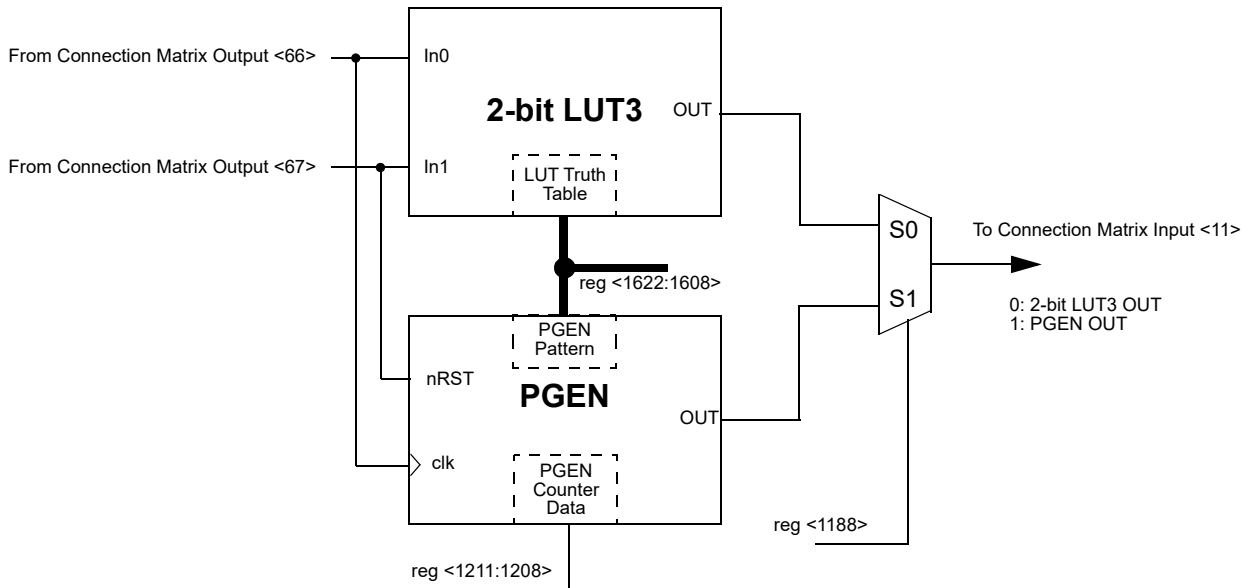 From Connection Matrix Output <66>
In0
2-bit LUT3
OUT
From Connection Matrix Output <67>
In1
LUT Truth
Table
S0
To Connection Matrix Input <11>
reg <1622:1608>
S1
0: 2-bit LUT3 OUT
1: PGEN OUT
PGEN
Pattern
nRST
PGEN
OUT
clk
PGEN
Counter
Data
reg <1188>
reg <1211:1208>